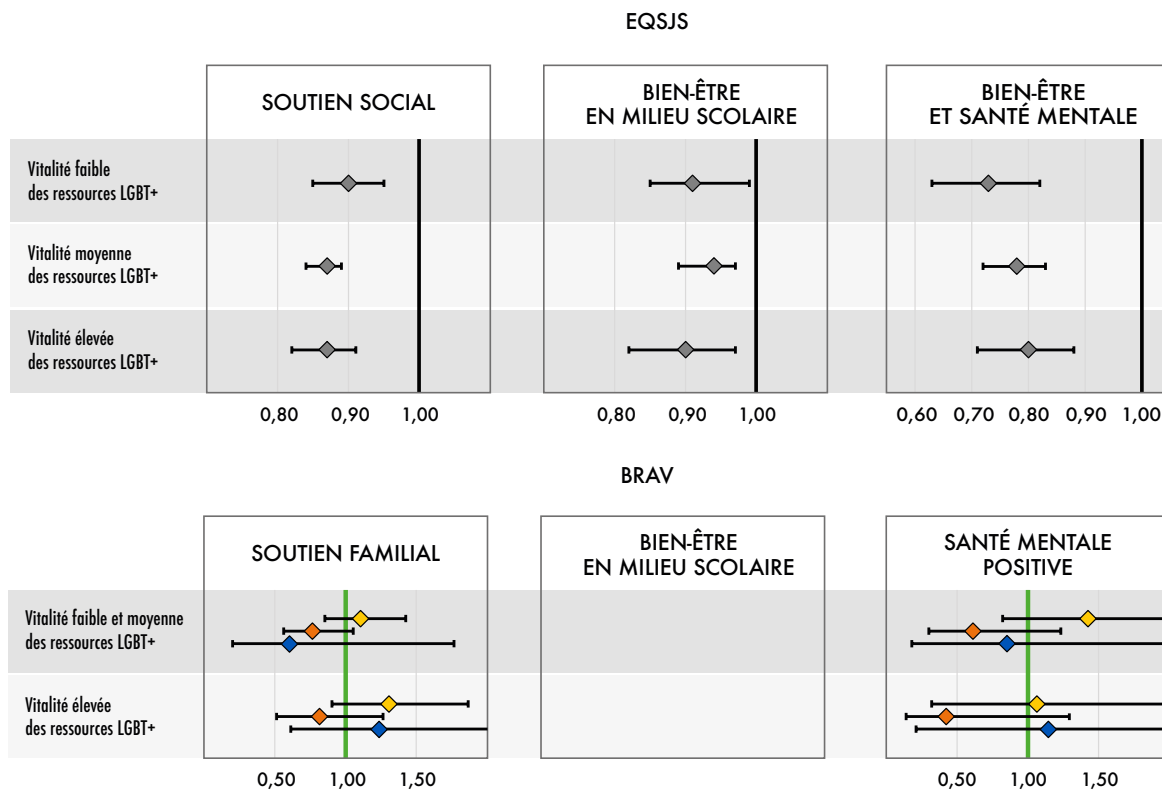 EQSJS
SOUTIEN SOCIAL
BIEN-ÊTRE
EN MILIEU SCOLAIRE
BIEN-ÊTRE
ET SANTÉ MENTALE
Vitalité faible
des ressources LGBT+
Vitalité moyenne
des ressources LGBT+
Vitalité élevée
des ressources LGBT+
0,80 0,90 1,00
0,80 0,90 1,00
0,60 0,70 0,80 0,90 1,00
BRAV
SOUTIEN FAMILIAL
BIEN-ÊTRE
EN MILIEU SCOLAIRE
SANTÉ MENTALE
POSITIVE
Vitalité faible et moyenne
des ressources LGBT+
Vitalité élevée
des ressources LGBT+
0,50 1,00 1,50
0,50 1,00 1,50